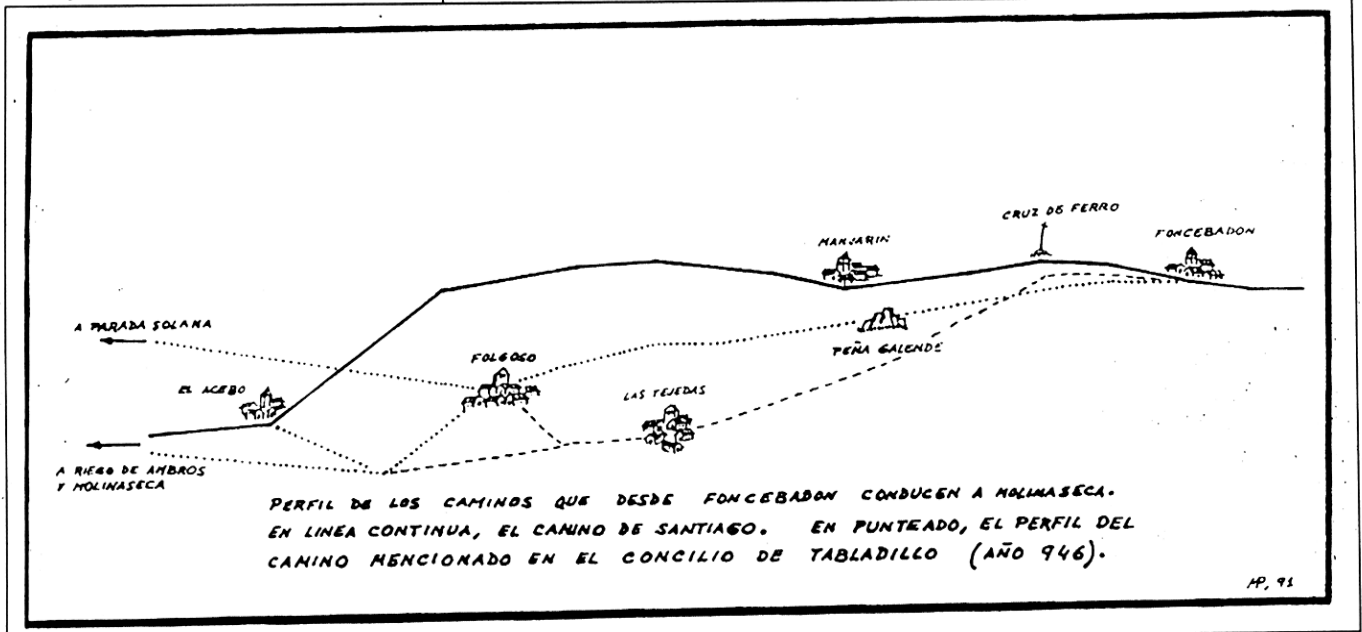 CRUZ DE FERRO
FONCEBADON
MANJARIN
A PARADA SOLANA
PEÑA GALENDE
FOLGOSO
EL ACEBO
LAS TEJEDAS
A RIEGO DE AMBROS
Y MOLINASECA
PERFIL DE LOS CAMINOS QUE DESDE FONCEBADON CONDUCEN A MOLINASECA.
EN LINEA CONTINUA, EL CAMINO DE SANTIAGO. EN PUNTEADO, EL PERFIL DEL
CAMINO MENCIONADO EN EL CONCILIO DE TABLADILLO (AÑO 946).
MP, 91